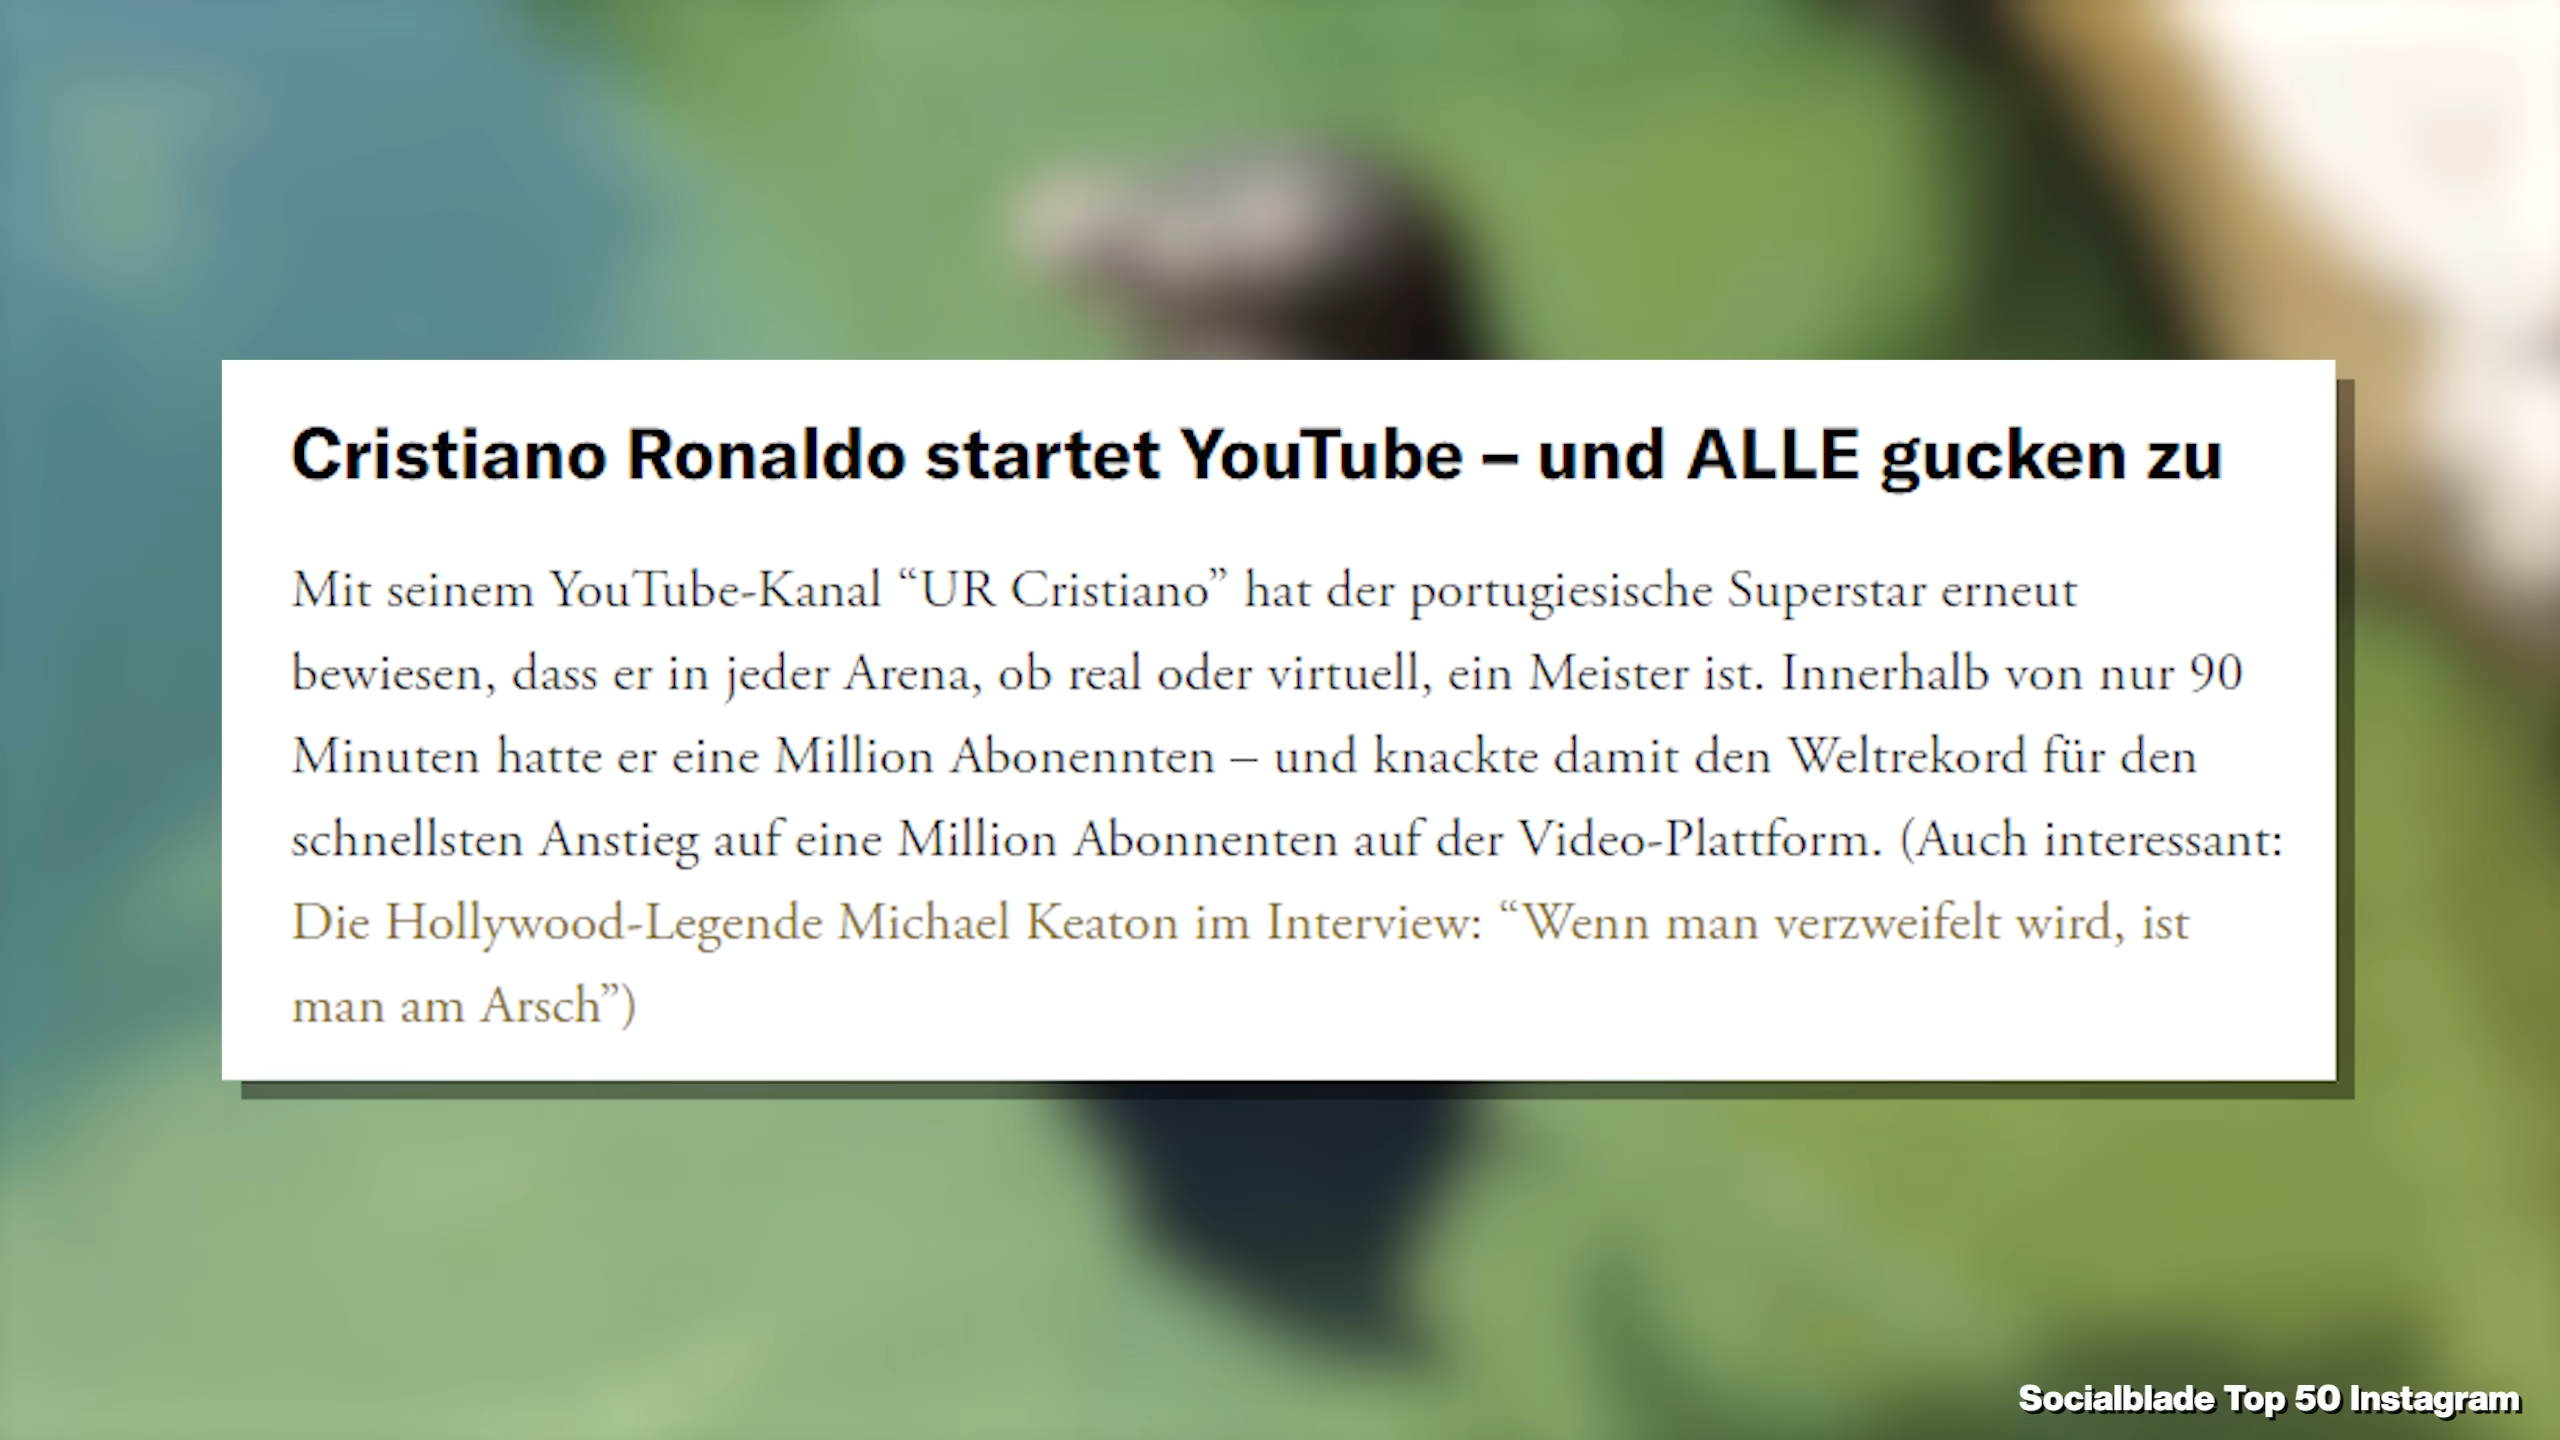 Cristiano Ronaldo startet YouTube – und ALLE gucken zu
Mit seinem YouTube-Kanal “UR Cristiano” hat der portugiesische Superstar erneut
bewiesen, dass er in jeder Arena, ob real oder virtuell, ein Meister ist. Innerhalb von nur 90
Minuten hatte er eine Million Abonennten – und knackte damit den Weltrekord für den
schnellsten Anstieg auf eine Million Abonnenten auf der Video-Plattform. (Auch interessant:
Die Hollywood-Legende Michael Keaton im Interview: “Wenn man verzweifelt wird, ist
man am Arsch”)
Socialblade Top 50 Instagram